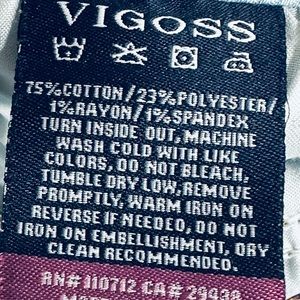 VIGOSS
75%COTTON/23%POLYESTER/
1%RAYON/1%SPANDEX
TURN INSIDE OUT, MACHINE
WASH COLD WITH LIKE
COLORS, DO NOT BLEACH,
TUMBLE DRY LOW, REMOVE
PROMPTLY, WARM IRON ON
REVERSE IF NEEDED, DO NOT
IRON ON EMBELLISHMENT, DRY
CLEAN RECOMMENDED.
RN# 110712 CA#